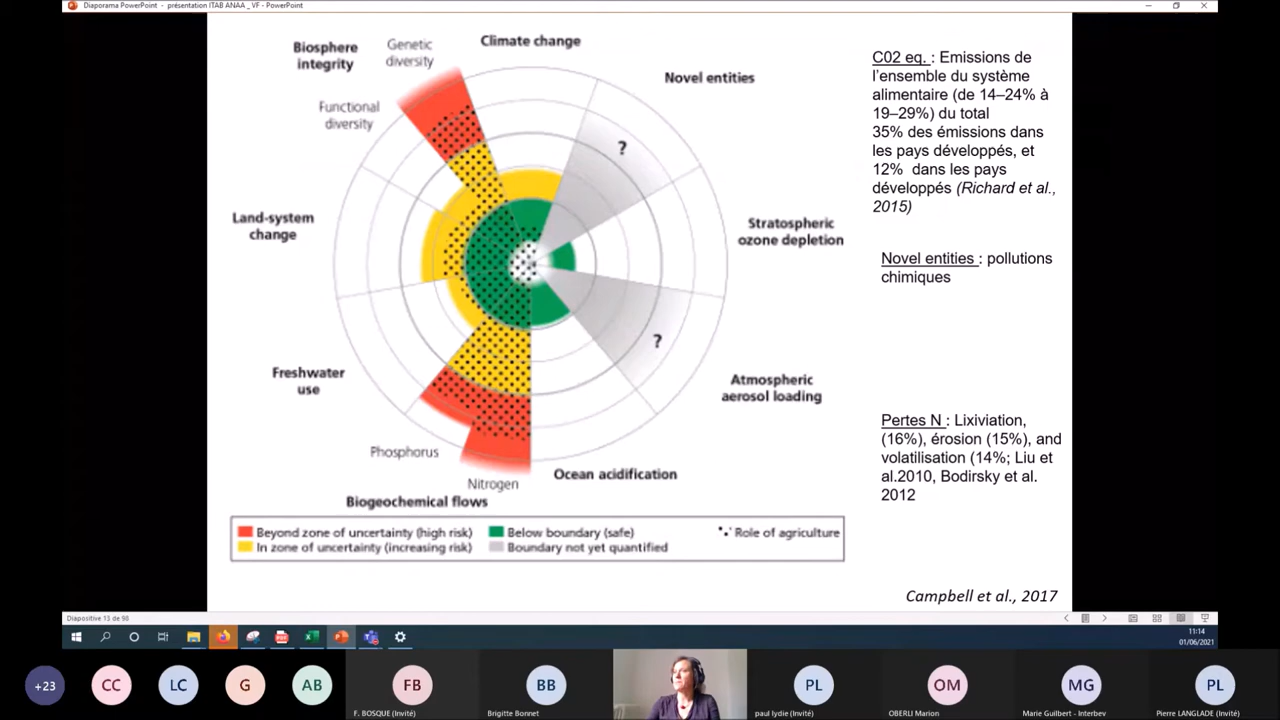 Diaporama PowerPoint - présentation ITAB ANAA _ VF - PowerPoint
Biosphere
integrity
Genetic
diversity
Functional
diversity
Climate change
Novel entities
?
Land-system
change
Stratospheric
ozone depletion
?
Freshwater
use
Atmospheric
aerosol loading
Phosphorus
Nitrogen
Ocean acidification
Biogeochemical flows
Beyond zone of uncertainty (high risk)
Below boundary (safe)
Role of agriculture
In zone of uncertainty (increasing risk)
Boundary not yet quantified
C02 eq. : Emissions de
l’ensemble du système
alimentaire (de 14–24% à
19–29%) du total
35% des émissions dans
les pays développés, et
12% dans les pays
développés (Richard et al.,
2015)
Novel entities : pollutions
chimiques
Pertes N : Lixiviation,
(16%), érosion (15%), and
volatilisation (14%; Liu et
al.2010, Bodirsky et al.
2012
Campbell et al., 2017
Diapositive 13 de 98
11:14
01/06/2021
+23
CC
LC
G
AB
FB
F. BOSQUE (Invité)
BB
Brigitte Bonnet
PL
paul lydie (Invité)
OM
OBERLI Marion
MG
Marie Guilbert - Interbev
PL
Pierre LANGLADE (Invité)